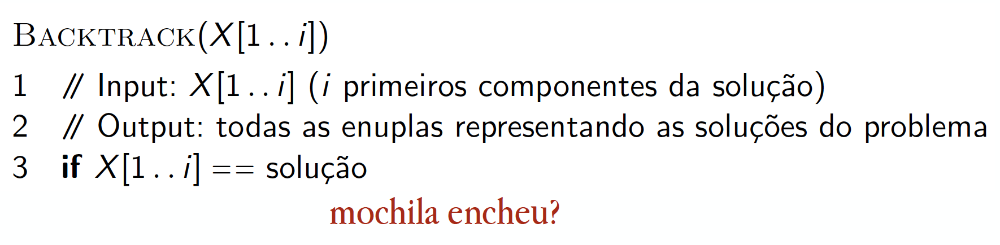 BACKTRACK(X[1 . . i])
1 // Input: X[1 . . i] (i primeiros componentes da solução)
2 // Output: todas as enuplas representando as soluções do problema
3 if X[1 . . i] == solução
mochila encheu?